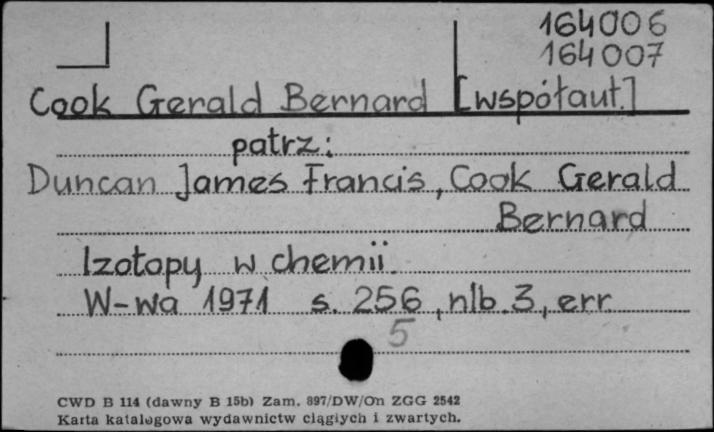 164006
164007
Cook Gerald Bernard [współaut.]
patrz:
Duncan James Francis, Cook Gerald
Bernard
Izotopy w chemii.
W-wa 1971 s. 256, nlb. 3, err.
5
CWD B 114 (dawny B 15b) Zam. 897/DW/On ZGG 2542
Karta katalogowa wydawnictw ciągłych i zwartych.